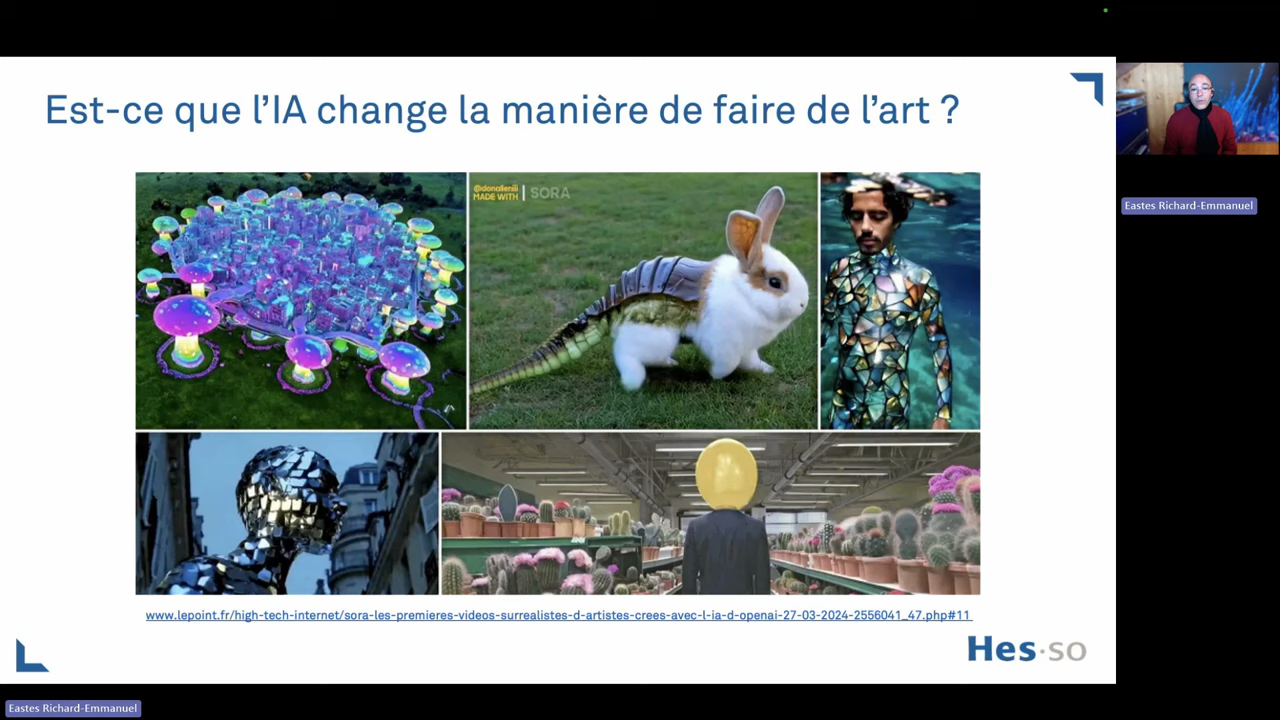 Est-ce que l'IA change la manière de faire de l'art ?
@donallenIII
MADE WITH | SORA
Eastes Richard-Emmanuel
www.lepoint.fr/high-tech-internet/sora-les-premieres-videos-surrealistes-d-artistes-crees-avec-l-ia-d-openai-27-03-2024-2556041_47.php#11
Hes·so
Eastes Richard-Emmanuel